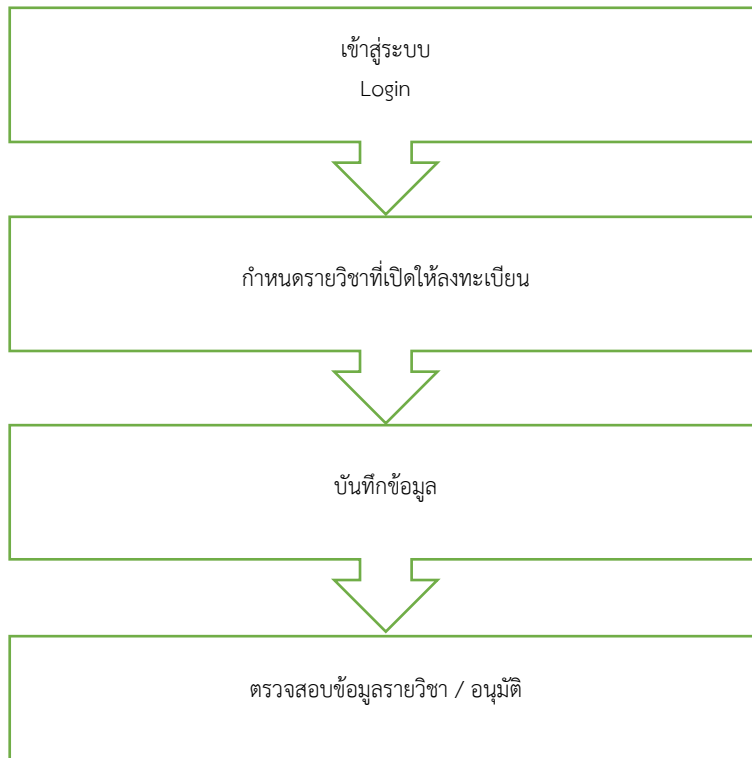 เข้าสู่ระบบ
Login
กำหนดรายวิชาที่เปิดให้ลงทะเบียน
บันทึกข้อมูล
ตรวจสอบข้อมูลรายวิชา / อนุมัติ